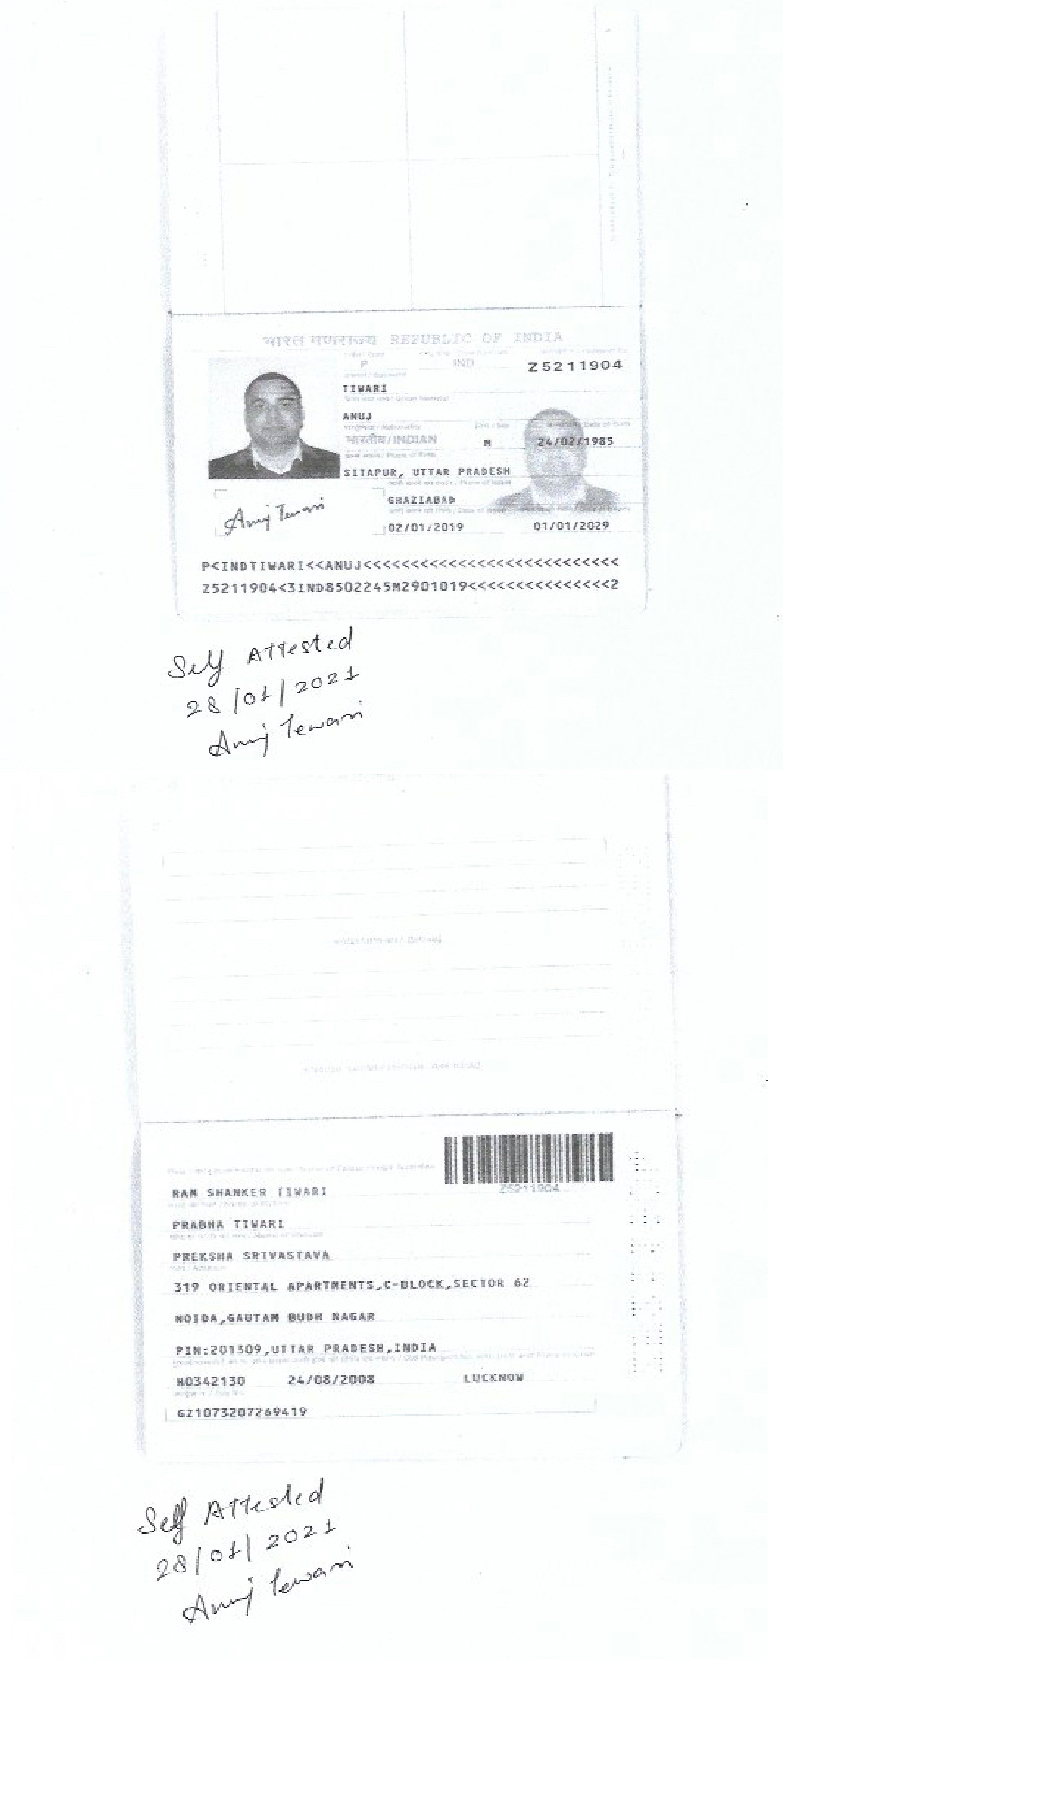 भारत गणराज्य REPUBLIC OF INDIA
P IND Z5211904
TIWARI
ANUJ
भारतीय/INDIAN M 24/02/1985
SITAPUR, UTTAR PRADESH
GHAZIABAD
02/01/2019 01/01/2029
Anuj Tewari
P<INDTIWARI<<ANUJ<<<<<<<<<<<<<<<<<<<<<<<<<<<
Z5211904<3IND8502245M2901019<<<<<<<<<<<<<<<2
Self Attested
28/01/2021
Anuj Tewari
Z5211904
RAM SHANKER TIWARI
PRABHA TIWARI
PREKSHA SRIVASTAVA
319 ORIENTAL APARTMENTS,C-BLOCK,SECTOR 62
NOIDA,GAUTAM BUDH NAGAR
PIN:201309,UTTAR PRADESH,INDIA
H0342130 24/08/2008 LUCKNOW
GZ1073207269419
Self Attested
28/01/2021
Anuj Tewari